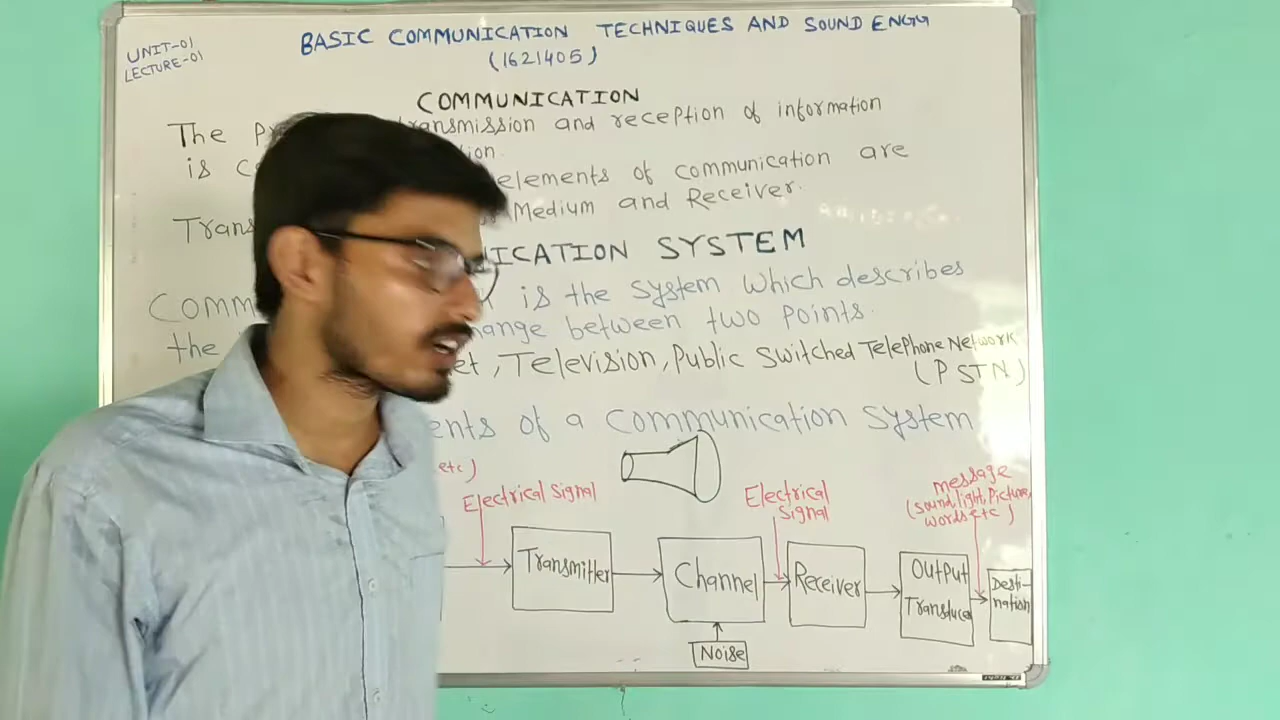 UNIT-01
LECTURE-01
BASIC COMMUNICATION TECHNIQUES AND SOUND ENGG
(1621405)
COMMUNICATION
The transmission and reception of information
is
elements of communication are
Medium and Receiver.
SYSTEM
is the system which describes
the between two points.
, Television, Public Switched Telephone Network
(PSTN)
of a communication system
etc)
Electrical Signal
Electrical
Signal
message
(sound, light, Picture,
words etc)
Transmitter
Channel
Receiver
Output
Transducer
Desti-
nation
Noise